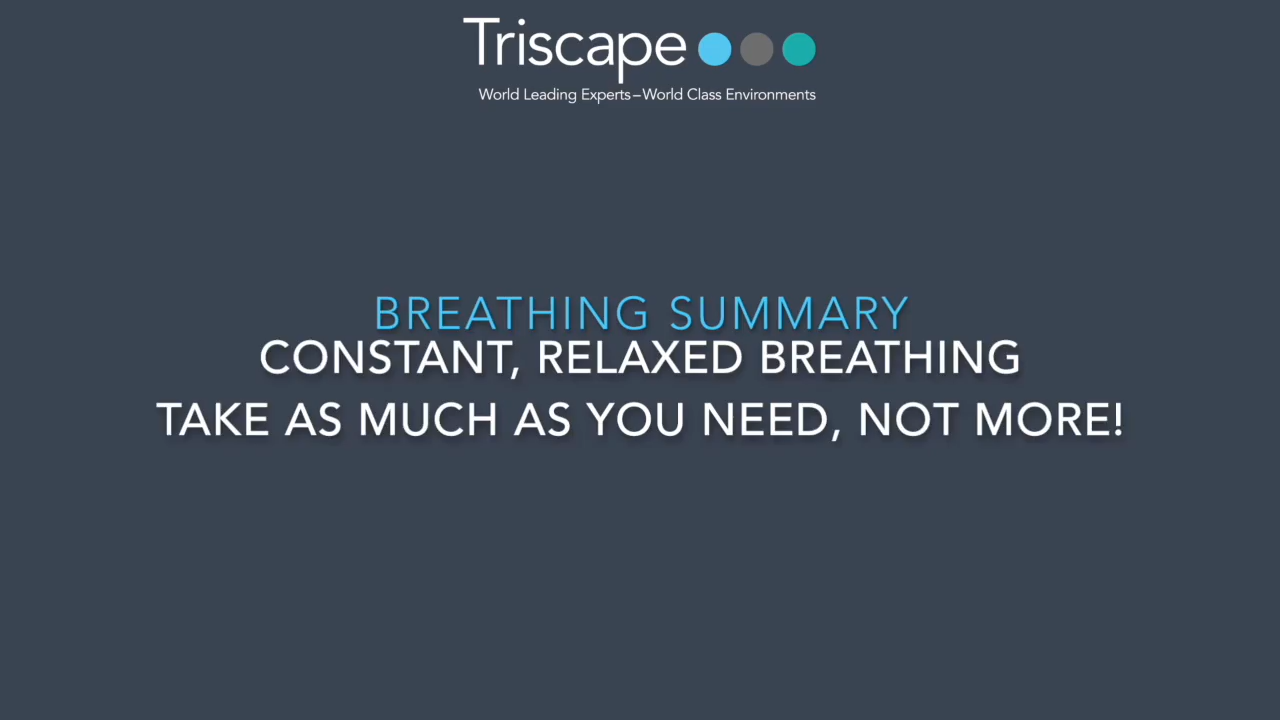 Triscape
World Leading Experts – World Class Environments
BREATHING SUMMARY
CONSTANT, RELAXED BREATHING
TAKE AS MUCH AS YOU NEED, NOT MORE!